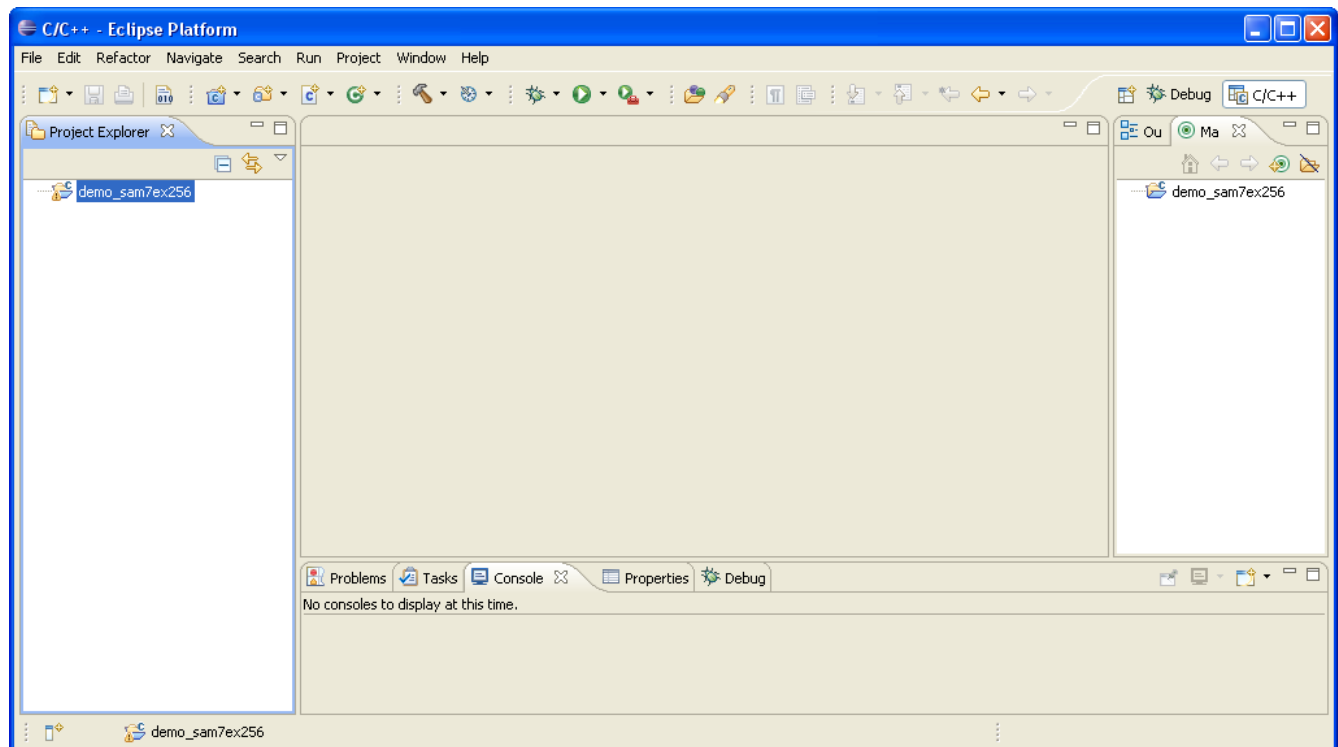 C/C++ - Eclipse Platform
File Edit Refactor Navigate Search Run Project Window Help
010 Debug C/C++
Project Explorer
demo_sam7ex256
Ou Ma
demo_sam7ex256
Problems Tasks Console Properties Debug
No consoles to display at this time.
demo_sam7ex256